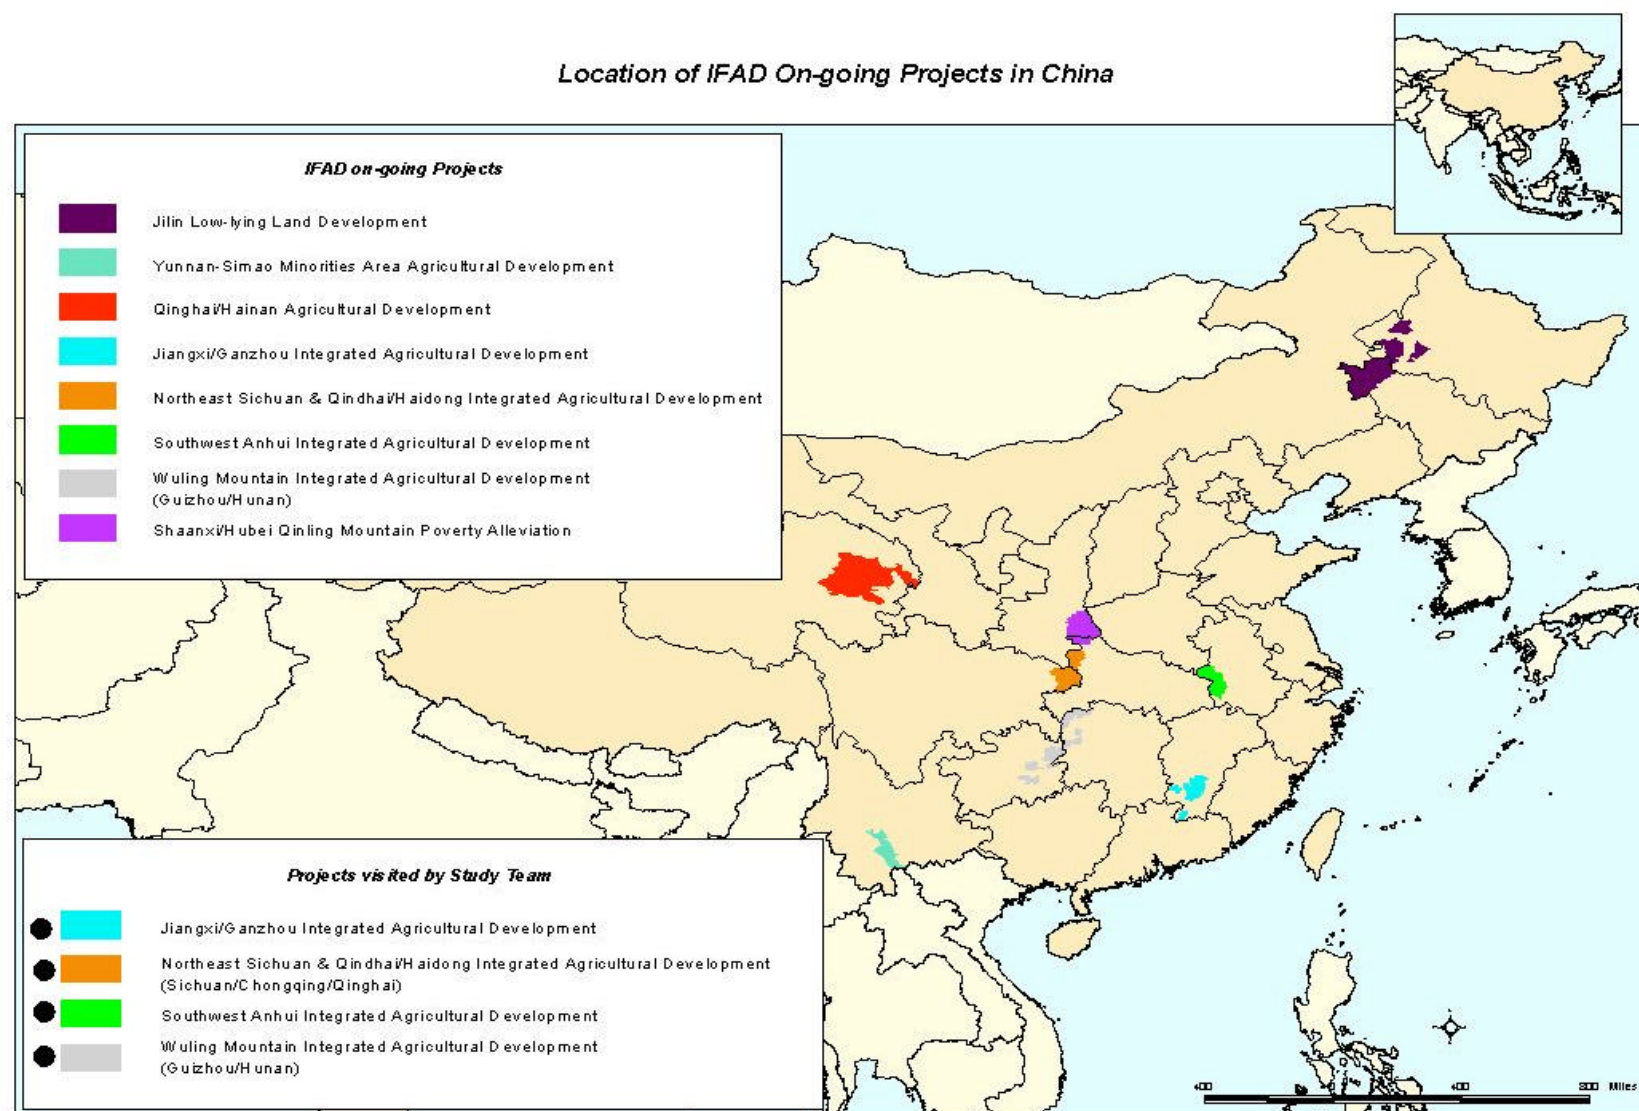 Location of IFAD On-going Projects in China
IFAD on-going Projects
Jilin Low-lying Land Development
Yunnan-Simao Minorities Area Agricultural Development
Qinghai/Hainan Agricultural Development
Jiangxi/Ganzhou Integrated Agricultural Development
Northeast Sichuan & Qindhai/Haidong Integrated Agricultural Development
Southwest Anhui Integrated Agricultural Development
Wuling Mountain Integrated Agricultural Development
(Guizhou/Hunan)
Shaanxi/Hubei Qinling Mountain Poverty Alleviation
Projects visited by Study Team
Jiangxi/Ganzhou Integrated Agricultural Development
Northeast Sichuan & Qindhai/Haidong Integrated Agricultural Development
(Sichuan/Chongqing/Qinghai)
Southwest Anhui Integrated Agricultural Development
Wuling Mountain Integrated Agricultural Development
(Guizhou/Hunan)
400 400 800 Miles